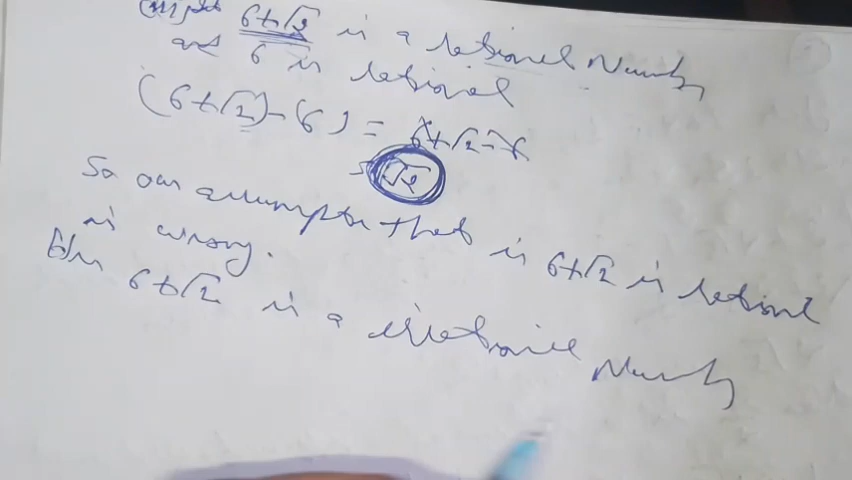 6+√2 is a rational Number
and 6 is rational
(6+√2)-(6) = 6+√2-6
√2
So our assumption that is 6+√2 is rational
is wrong.
6+√2 is a irrational Number